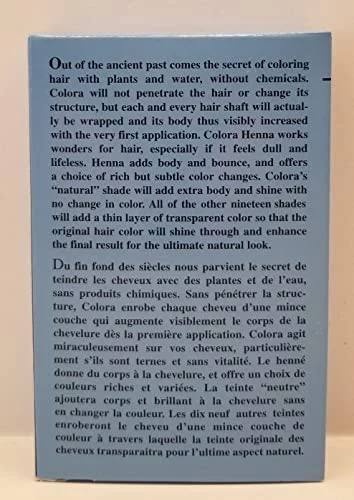 Out of the ancient past comes the secret of coloring
hair with plants and water, without chemicals.
Colora will not penetrate the hair or change its
structure, but each and every hair shaft will actual-
ly be wrapped and its body thus visibly increased
with the very first application. Colora Henna works
wonders for hair, especially if it feels dull and
lifeless. Henna adds body and bounce, and offers
a choice of rich but subtle color changes. Colora's
"natural" shade will add extra body and shine with
no change in color. All of the other nineteen shades
will add a thin layer of transparent color so that the
original hair color will shine through and enhance
the final result for the ultimate natural look.
Du fin fond des siècles nous parvient le secret de
teindre les cheveux avec des plantes et de l'eau,
sans produits chimiques. Sans pénétrer la struc-
ture, Colora enrobe chaque cheveu d'une mince
couche qui augmente visiblement le corps de la
chevelure dès la première application. Colora agit
miraculeusement sur vos cheveux, particulière-
ment s'ils sont ternes et sans vitalité. Le henné
donne du corps à la chevelure, et offre un choix de
couleurs riches et variées. La teinte "neutre"
ajoutera corps et brillant à la chevelure sans
en changer la couleur. Les dix neuf autres teintes
enroberont le cheveu d'une mince couche de
couleur à travers laquelle la teinte originale des
cheveux transparaitra pour l'ultime aspect naturel.